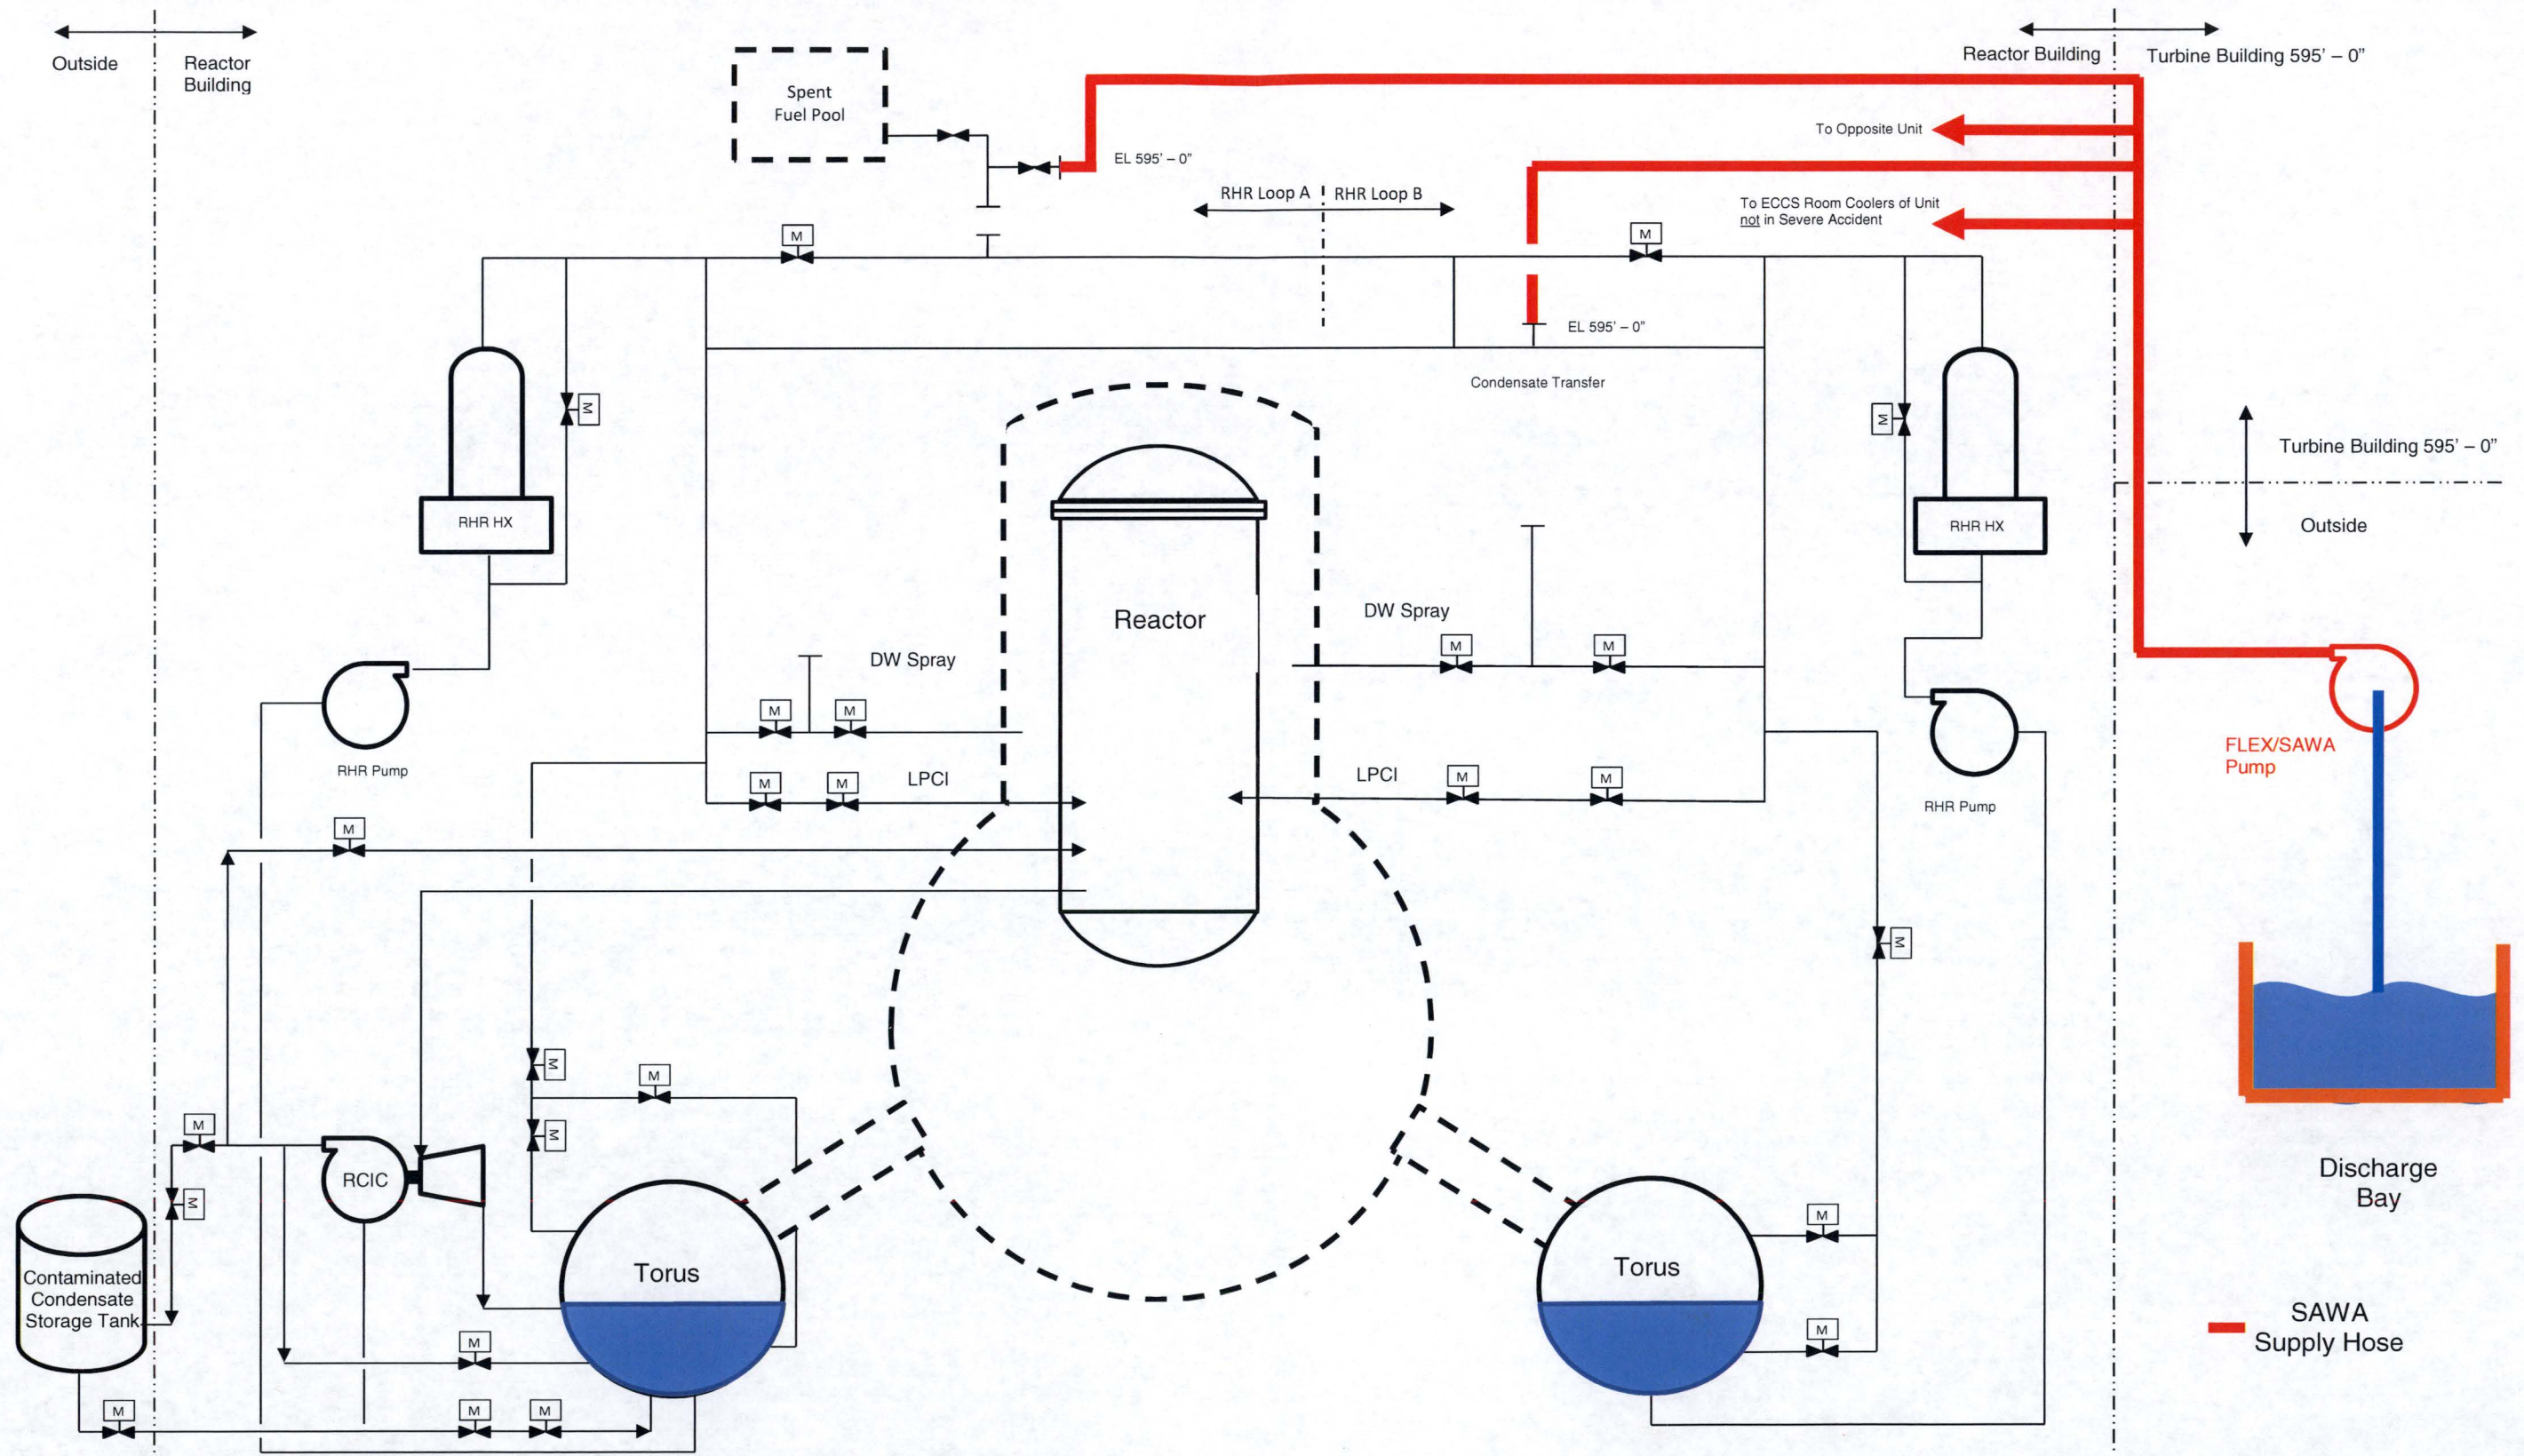 Outside
Reactor
Building
Spent
Fuel Pool
EL 595' – 0"
Reactor Building
Turbine Building 595' – 0"
To Opposite Unit
RHR Loop A
RHR Loop B
To ECCS Room Coolers of Unit
not in Severe Accident
M
M
EL 595' – 0"
Condensate Transfer
M
M
Turbine Building 595' – 0"
Outside
RHR HX
RHR HX
Reactor
DW Spray
M
M
DW Spray
M
M
RHR Pump
LPCI
M
M
LPCI
M
M
RHR Pump
FLEX/SAWA
Pump
M
M
M
M
M
M
M
RCIC
Contaminated
Condensate
Storage Tank
Torus
Torus
M
M
M
M
M
M
Discharge
Bay
SAWA
Supply Hose